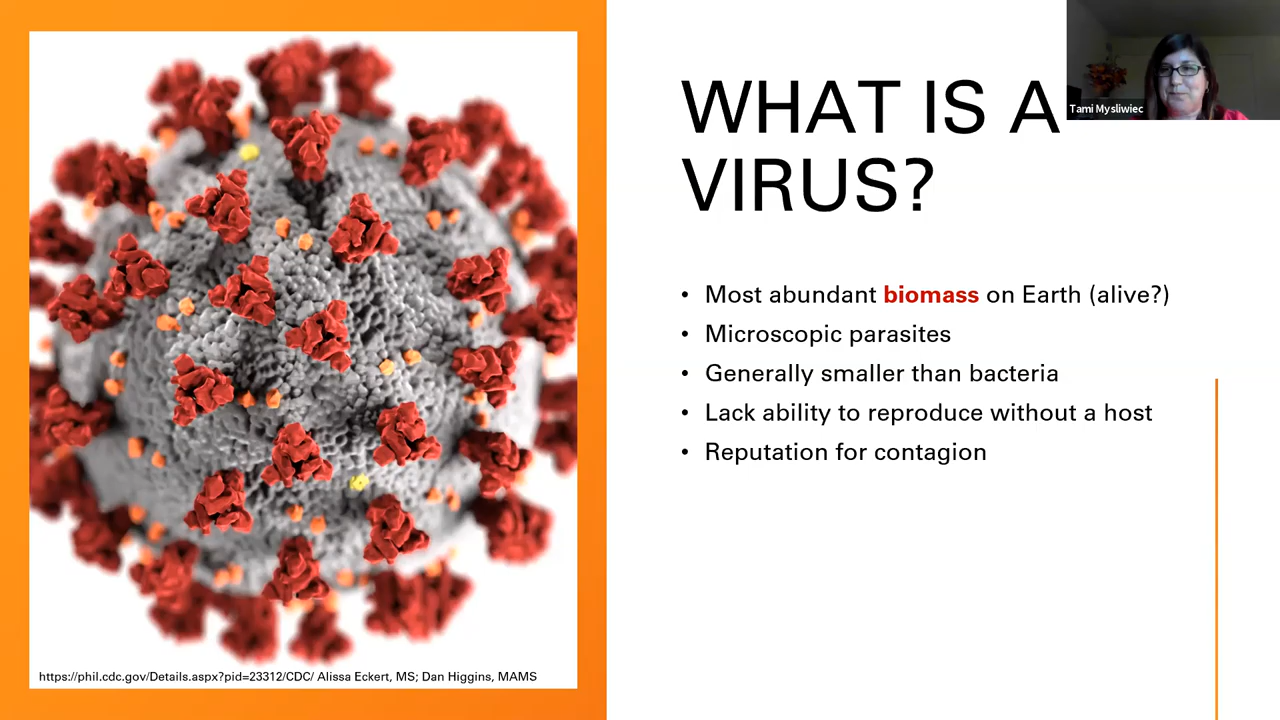 WHAT IS A
VIRUS?
Tami Mysliwiec
• Most abundant biomass on Earth (alive?)
• Microscopic parasites
• Generally smaller than bacteria
• Lack ability to reproduce without a host
• Reputation for contagion
https://phil.cdc.gov/Details.aspx?pid=23312/CDC/ Alissa Eckert, MS; Dan Higgins, MAMS